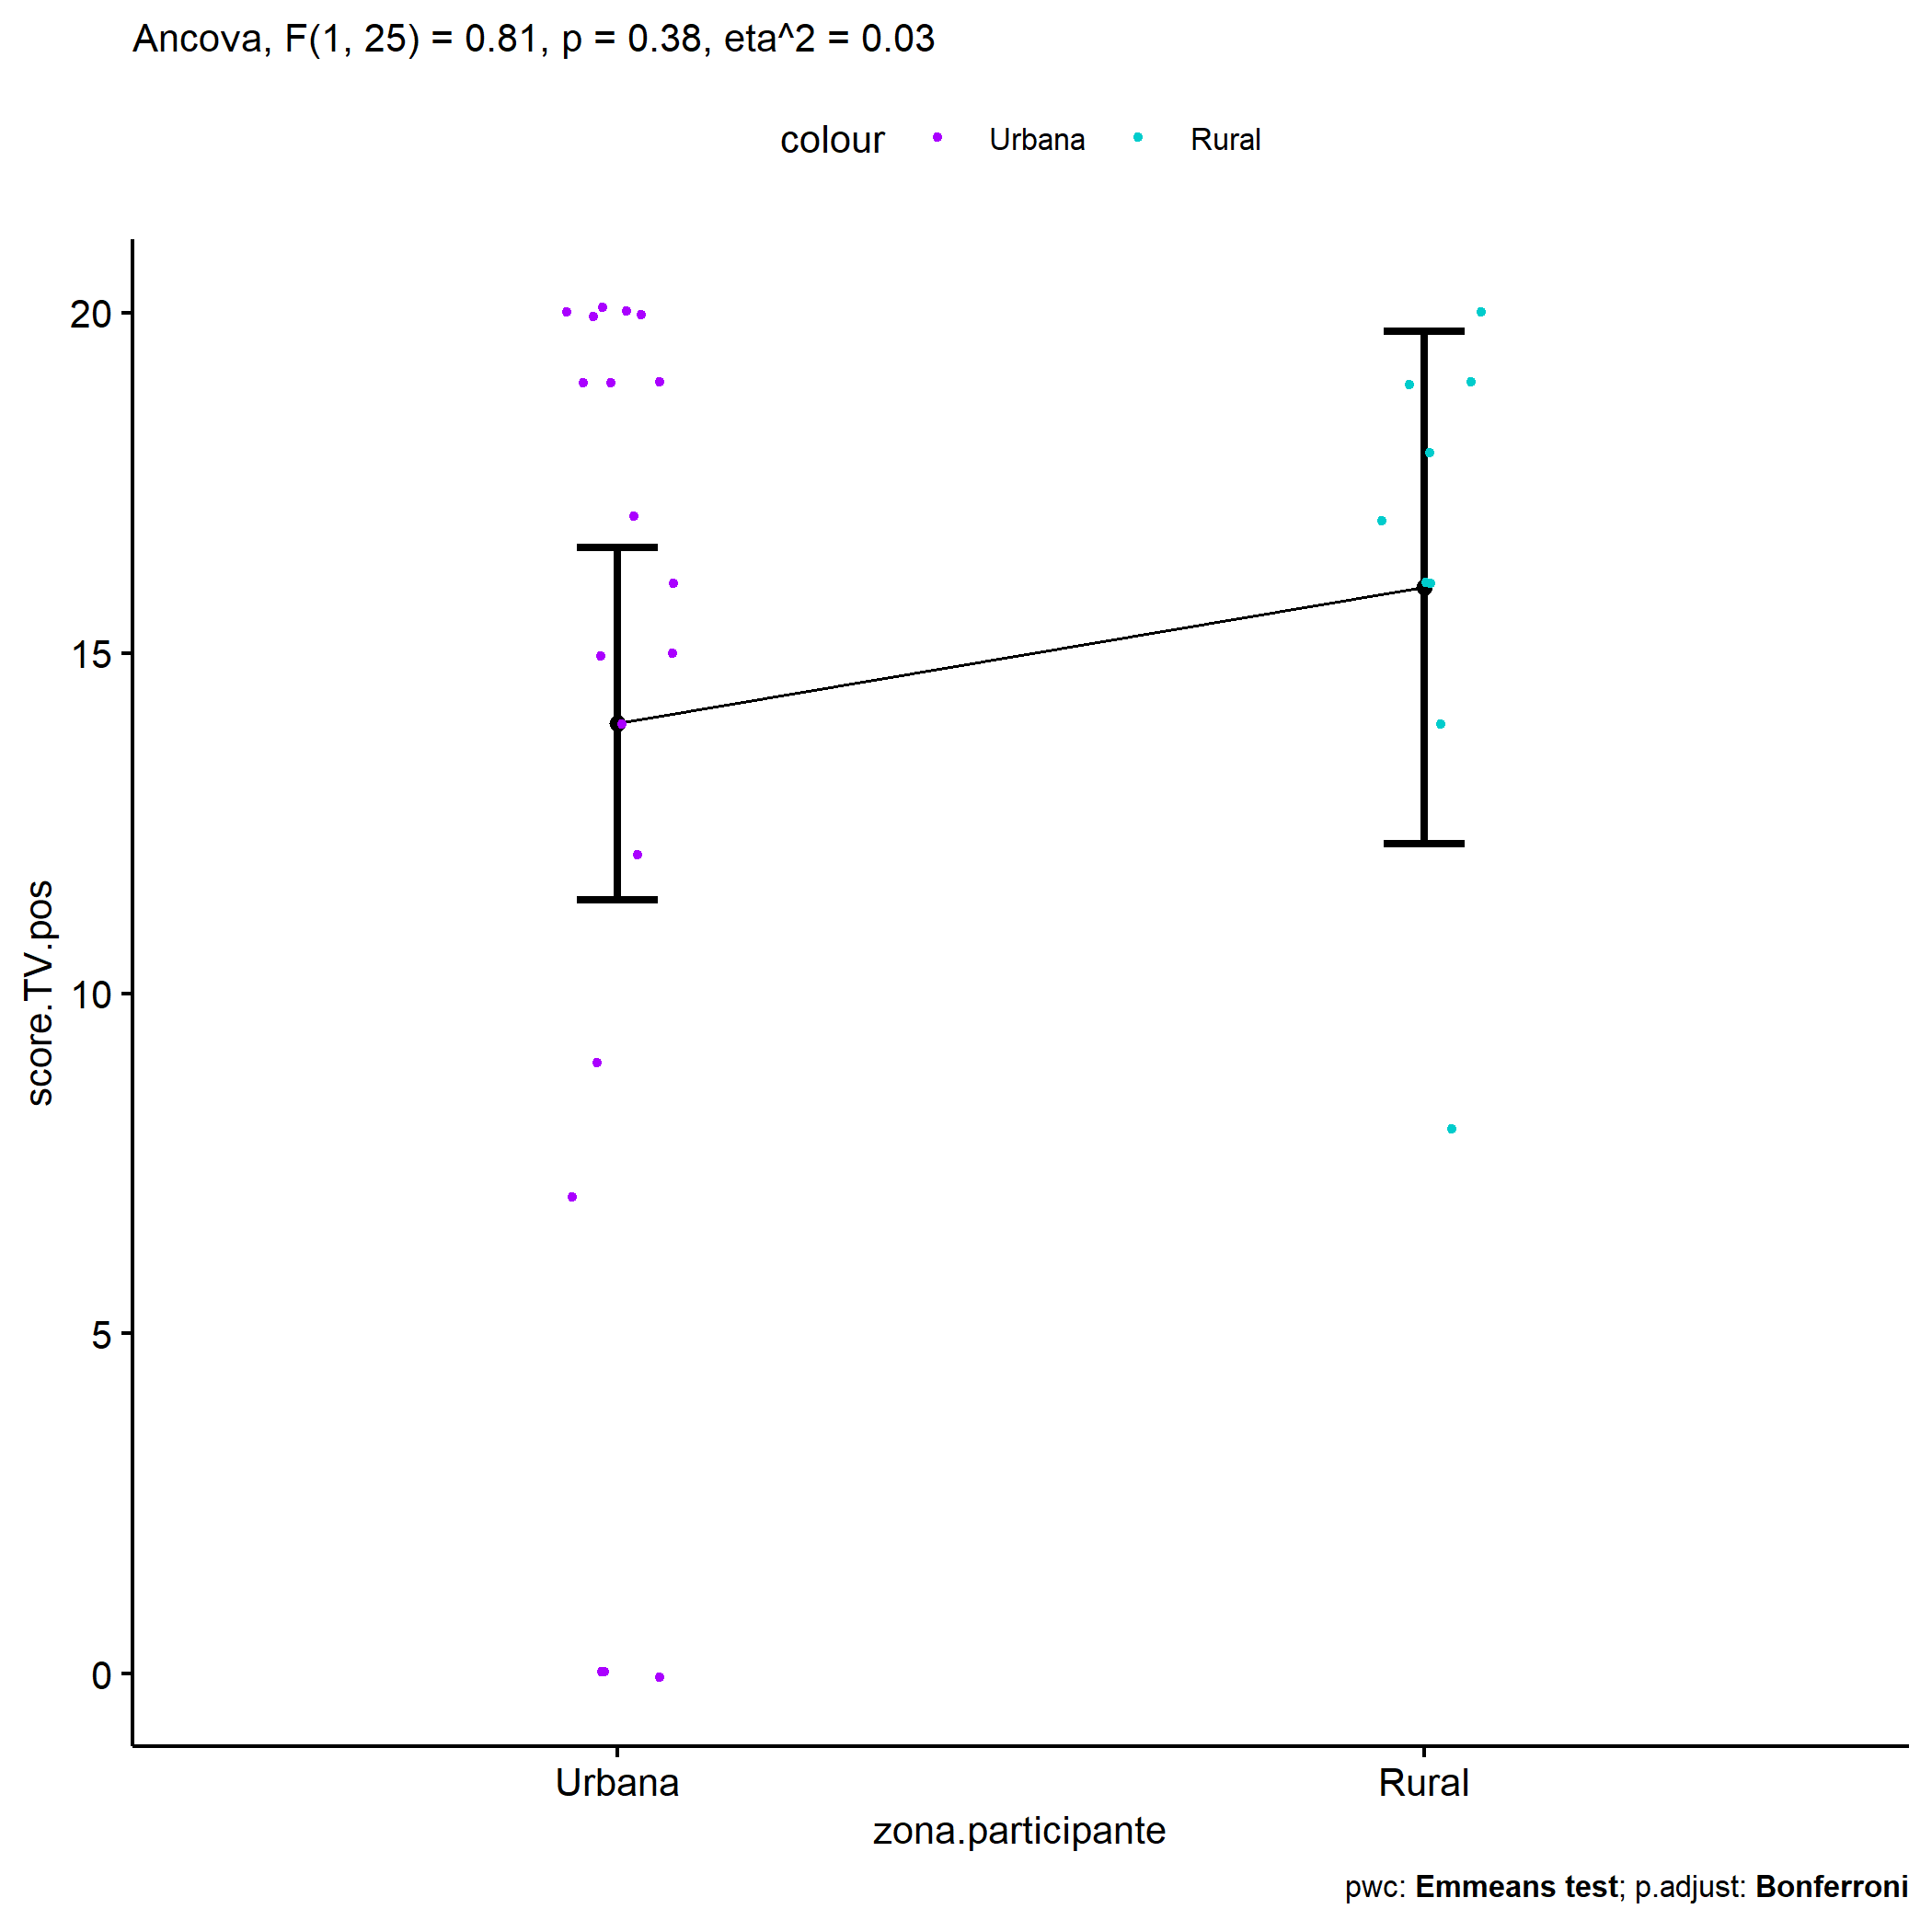 Ancova, F(1, 25) = 0.81, p = 0.38, eta^2 = 0.03
colour Urbana Rural
20
15
10
5
0
score.TV.pos
Urbana Rural
zona.participante
pwc: Emmeans test; p.adjust: Bonferroni